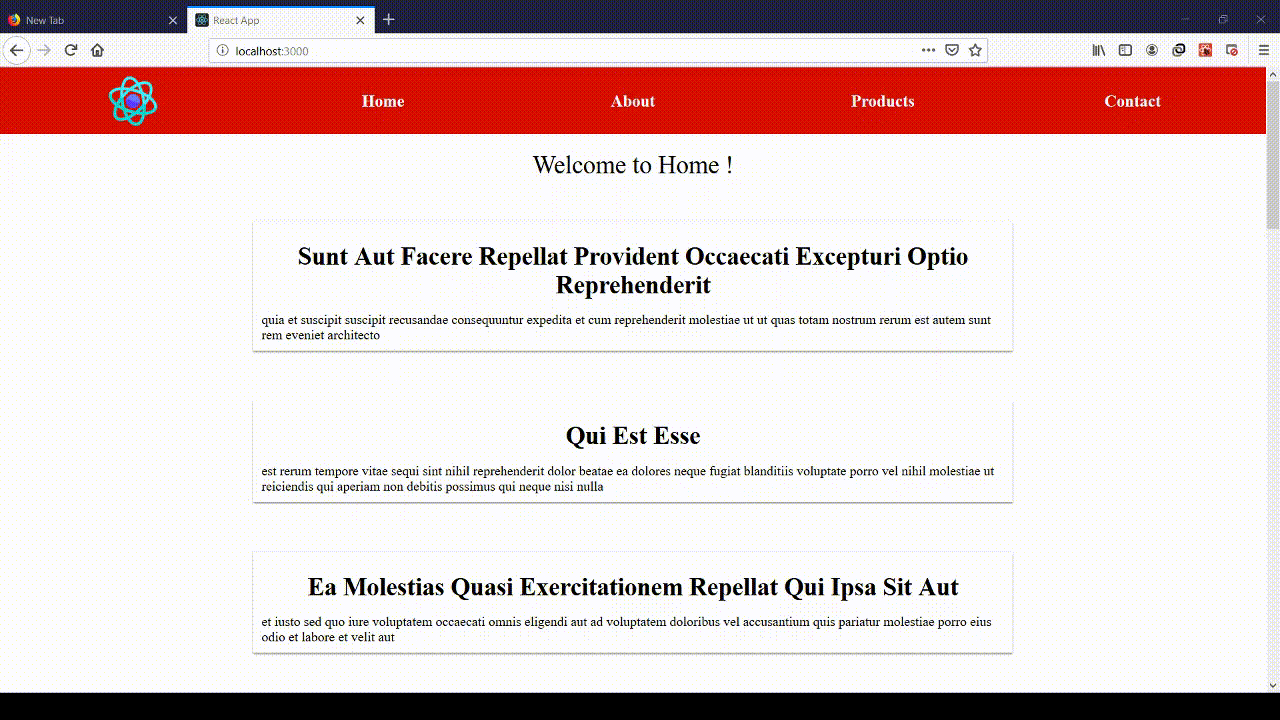 New Tab
React App
localhost:3000
Home About Products Contact
Welcome to Home !
Sunt Aut Facere Repellat Provident Occaecati Excepturi Optio
Reprehenderit
quia et suscipit suscipit recusandae consequuntur expedita et cum reprehenderit molestiae ut ut quas totam nostrum rerum est autem sunt
rem eveniet architecto
Qui Est Esse
est rerum tempore vitae sequi sint nihil reprehenderit dolor beatae ea dolores neque fugiat blanditiis voluptate porro vel nihil molestiae ut
reiciendis qui aperiam non debitis possimus qui neque nisi nulla
Ea Molestias Quasi Exercitationem Repellat Qui Ipsa Sit Aut
et iusto sed quo iure voluptatem occaecati omnis eligendi aut ad voluptatem doloribus vel accusantium quis pariatur molestiae porro eius
odio et labore et velit aut